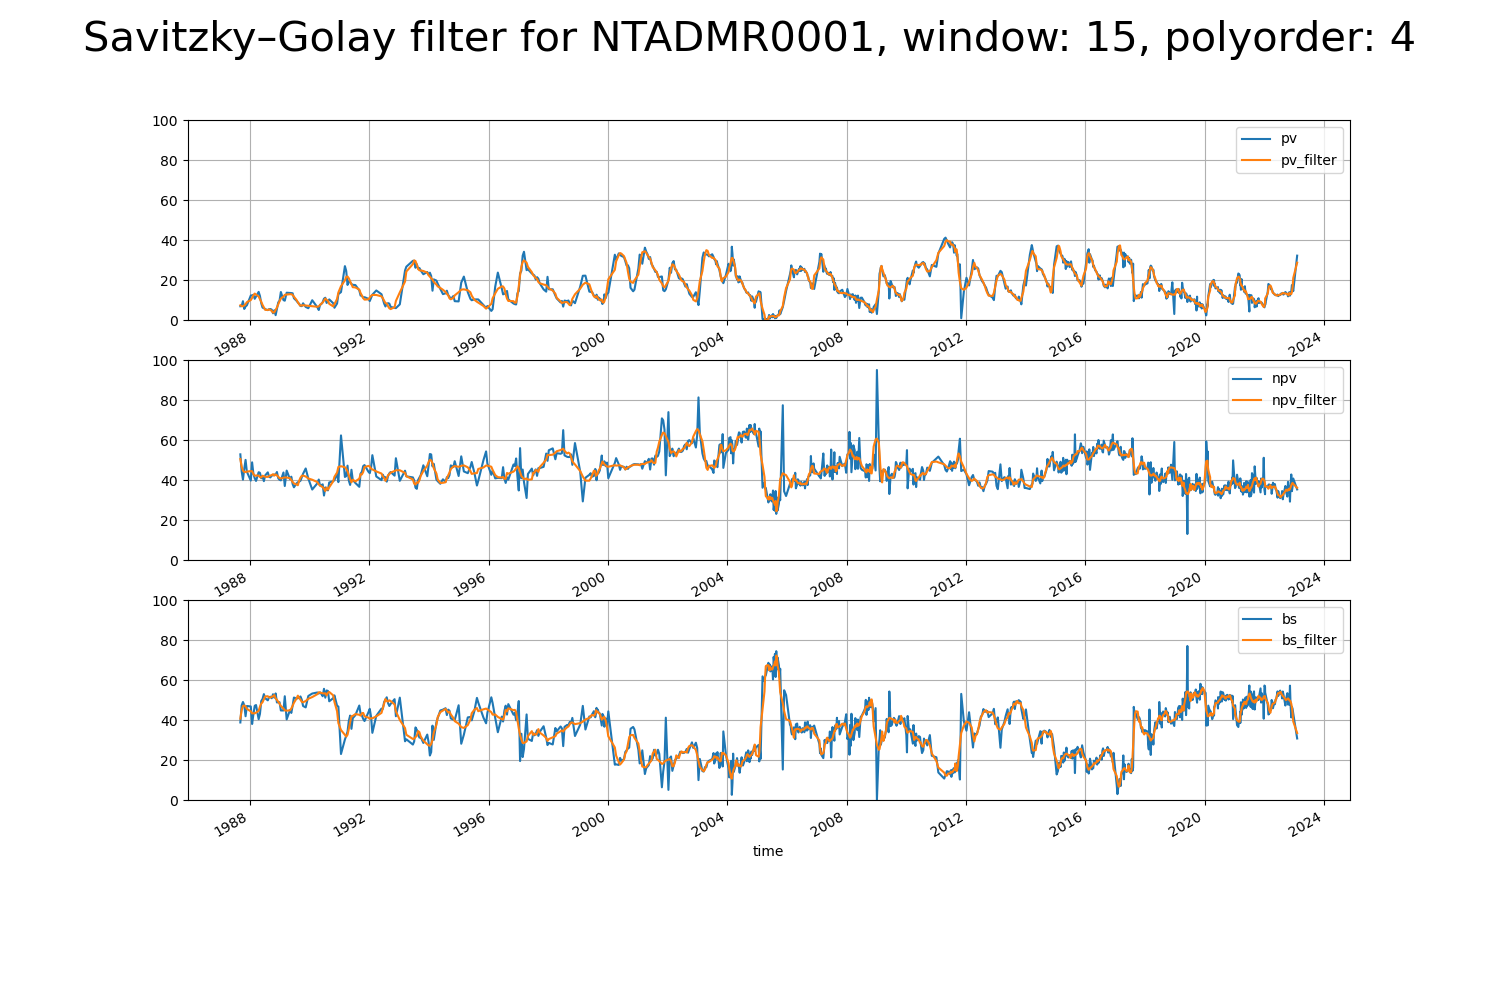 Savitzky–Golay filter for NTADMR0001, window: 15, polyorder: 4
100
80
60
40
20
0
pv
pv_filter
1988 1992 1996 2000 2004 2008 2012 2016 2020 2024
100
80
60
40
20
0
npv
npv_filter
1988 1992 1996 2000 2004 2008 2012 2016 2020 2024
100
80
60
40
20
0
bs
bs_filter
1988 1992 1996 2000 2004 2008 2012 2016 2020 2024
time